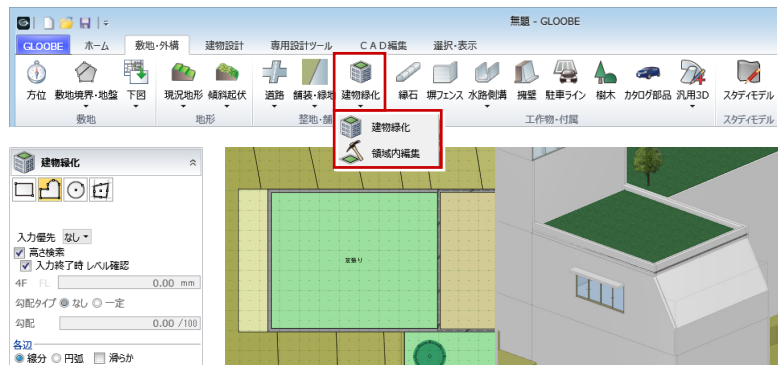 無題 - GLOOBE
GLOOBE ホーム 敷地・外構 建物設計 専用設計ツール CAD編集 選択・表示
方位 敷地境界・地盤 下図 現況地形 傾斜起伏 道路 舗装・緑地 建物緑化 縁石 塀フェンス 水路側溝 擁壁 駐車ライン 樹木 カタログ部品 汎用3D スタディモデル
敷地 地形 整地・舗 工作物・付属 スタディモデル
建物緑化
領域内編集
建物緑化
入力優先 なし
高さ検索
入力終了時 レベル確認
4F FL 0.00 mm
勾配タイプ なし 一定
勾配 0.00 /100
各辺
線分 円弧 滑らか
芝張り